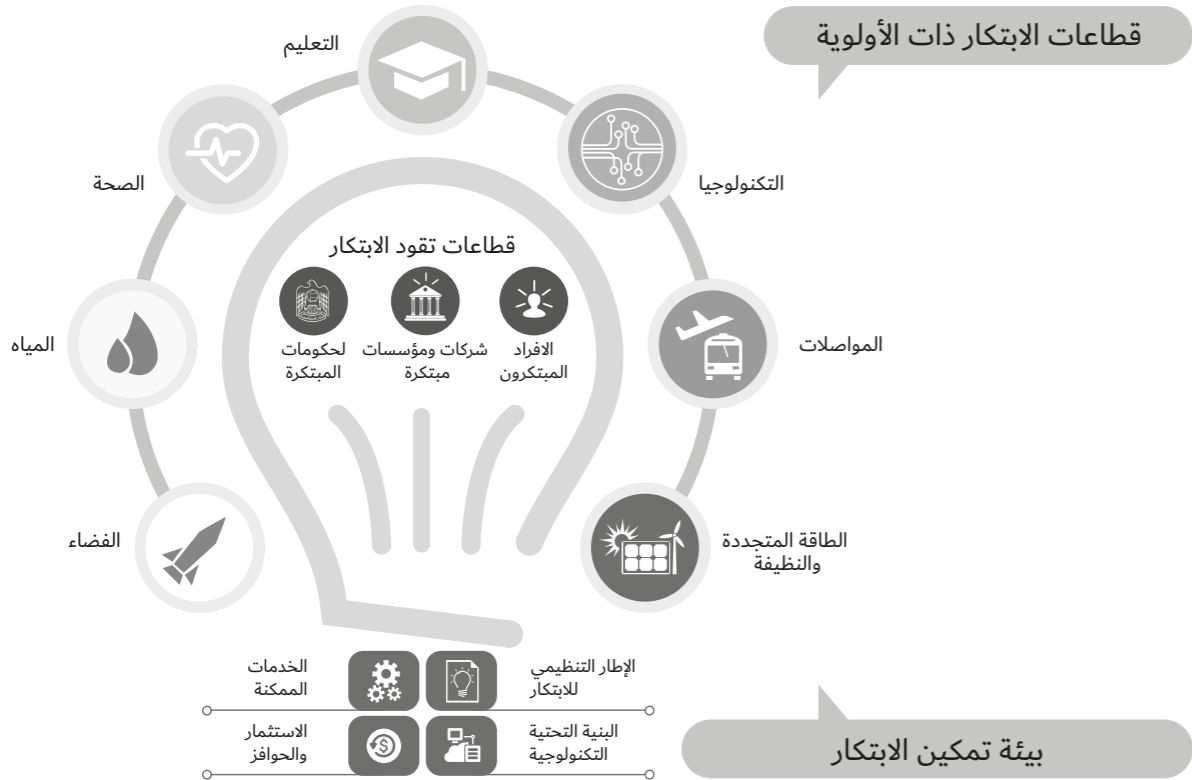 قطاعات الابتكار ذات الأولوية
التعليم
التكنولوجيا
الصحة
المواصلات
المياه
الطاقة المتجددة
والنظيفة
الفضاء
قطاعات تقود الابتكار
الافراد
المبتكرون
شركات ومؤسسات
مبتكرة
لحكومات
المبتكرة
الإطار التنظيمي
للابتكار
الخدمات
الممكنة
البنية التحتية
التكنولوجية
الاستثمار
والحوافز
بيئة تمكين الابتكار